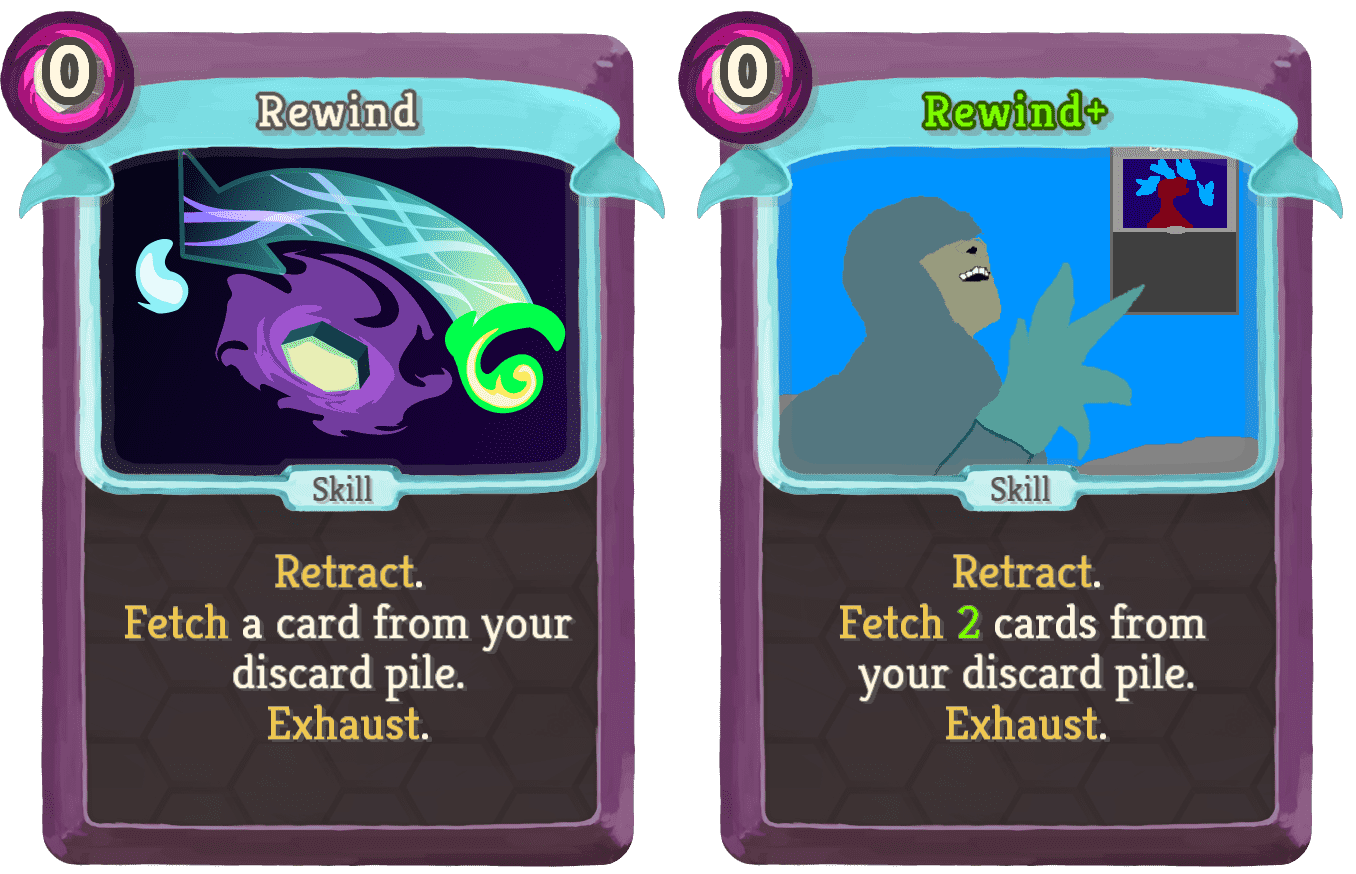 0
Rewind
Skill
Retract.
Fetch a card from your
discard pile.
Exhaust.
0
Rewind+
Skill
Retract.
Fetch 2 cards from
your discard pile.
Exhaust.